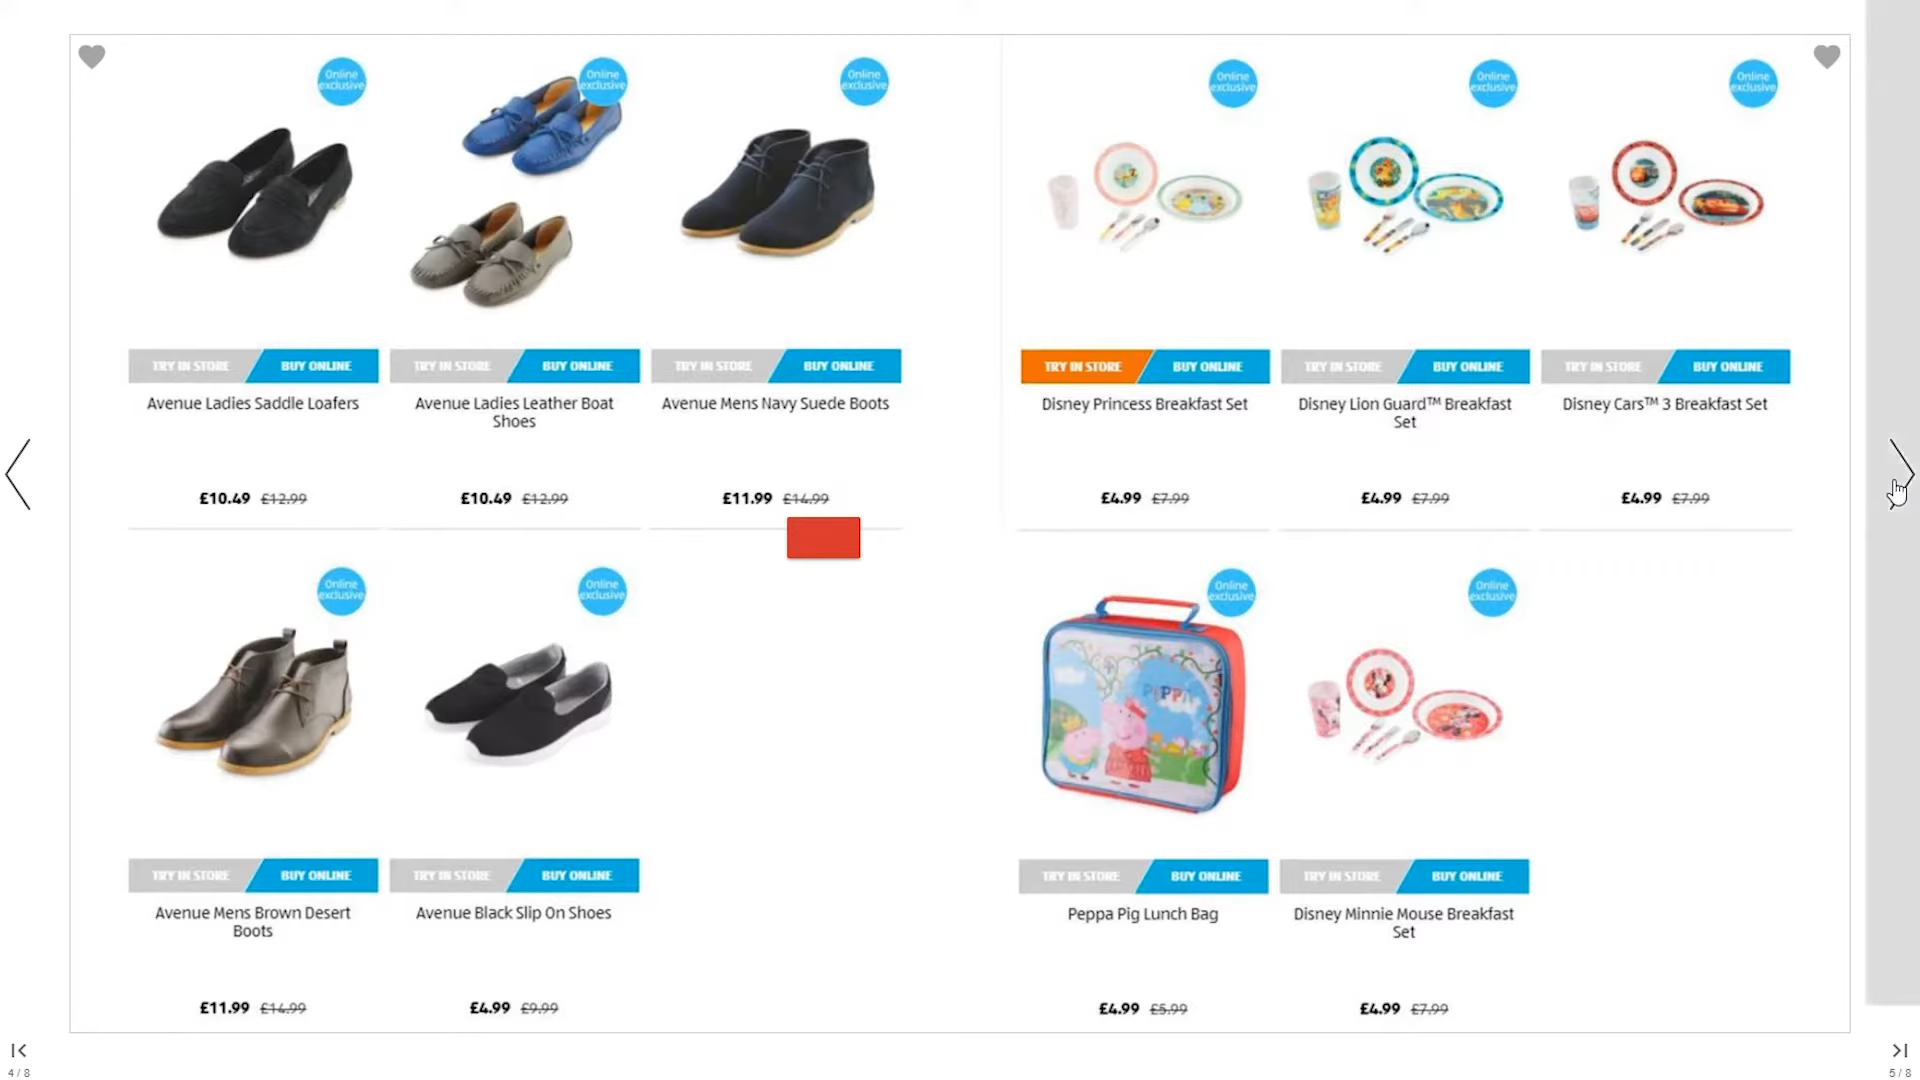 Online
exclusive
Online
exclusive
Online
exclusive
TRY IN STORE BUY ONLINE
TRY IN STORE BUY ONLINE
TRY IN STORE BUY ONLINE
Avenue Ladies Saddle Loafers
Avenue Ladies Leather Boat
Shoes
Avenue Mens Navy Suede Boots
£10.49 £12.99
£10.49 £12.99
£11.99 £14.99
Online
exclusive
Online
exclusive
TRY IN STORE BUY ONLINE
TRY IN STORE BUY ONLINE
Avenue Mens Brown Desert
Boots
Avenue Black Slip On Shoes
£11.99 £14.99
£4.99 £9.99
Online
exclusive
Online
exclusive
Online
exclusive
TRY IN STORE BUY ONLINE
TRY IN STORE BUY ONLINE
TRY IN STORE BUY ONLINE
Disney Princess Breakfast Set
Disney Lion Guard™ Breakfast
Set
Disney Cars™ 3 Breakfast Set
£4.99 £7.99
£4.99 £7.99
£4.99 £7.99
Online
exclusive
Online
exclusive
PEPPA
TRY IN STORE BUY ONLINE
TRY IN STORE BUY ONLINE
Peppa Pig Lunch Bag
Disney Minnie Mouse Breakfast
Set
£4.99 £5.99
£4.99 £7.99
4 / 8
5 / 8